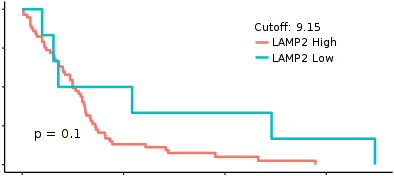 Cutoff: 9.15
LAMP2 High
LAMP2 Low
p = 0.1